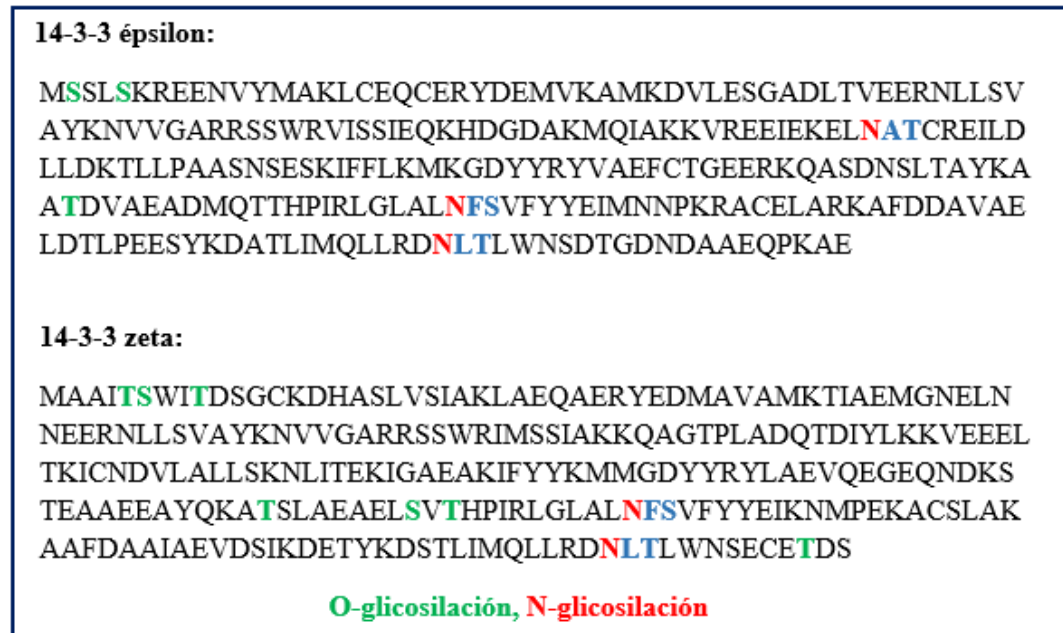 14-3-3 épsilon:
MSSLSKREENVYMAKLCEQCERYDEMVKAMKDVLESGADLTVEERNLLSV
AYKNVVGARRSSWRVISSIEQKHDGDAKMQIAKKVREEIEKELNATCREILD
LLDKTLLPAASNSESKIFFLKMKGDYYRYVAEFCTGEERKQASDNSLTAYKA
ATDVAEADMQTTHPIRLGLALNFSVFYYEIMNNPKRACELARKAFDDAVAE
LDTLPEESYKDATLIMQLLRDNLTLWNSDTGDNDAAEQPKAE
14-3-3 zeta:
MAAITSWITDSGCKDHASLVSIAKLAEQAERYEDMAVAMKTIAEMGNELN
NEERNLLSVAYKNVVGARRSSWRIMSSIAKKQAGTPLADQTDIYLKKVEEEL
TKICNDVLALLSKNLITEKIGAEAKIFYYKMMGDYYRYLAEVQEGEQNDKS
TEAAEEAYQKATSLAEAELSVTHPIRLGLALNFSVFYYEIKNMPEKACSLAK
AAFDAAIAEVDSIKDETYKDSTLIMQLLRDNLTLWNSECETDS
O-glicosilación, N-glicosilación